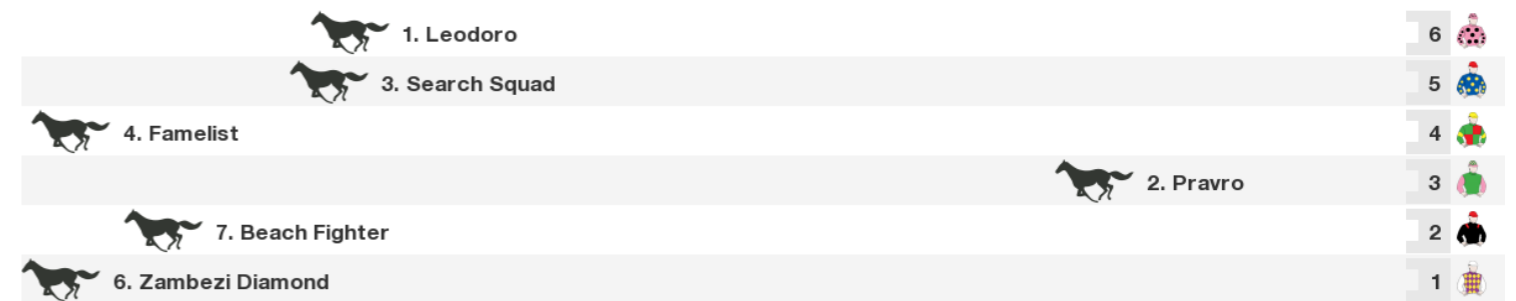 1. Leodoro 6
3. Search Squad 5
4. Famelist 4
2. Pravro 3
7. Beach Fighter 2
6. Zambezi Diamond 1